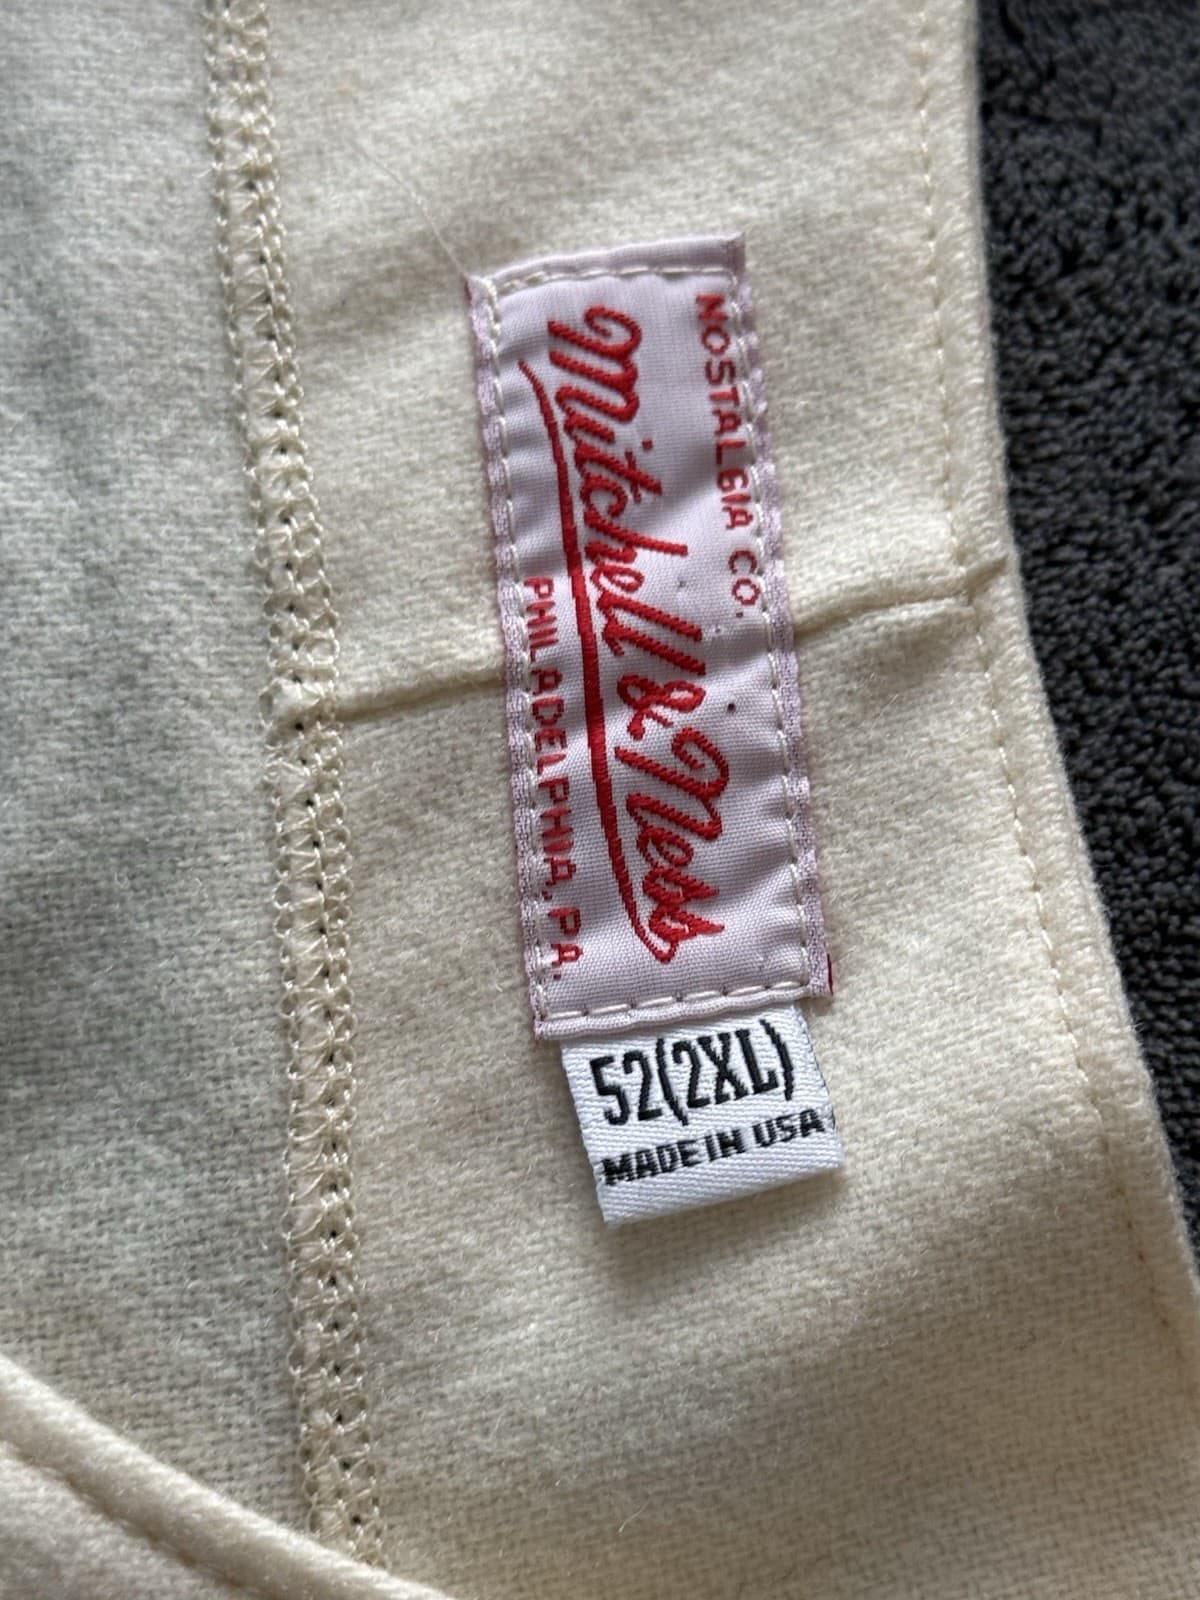 NOSTALGIA CO.
Mitchell & Ness
PHILADELPHIA, PA.
52(2XL)
MADE IN USA